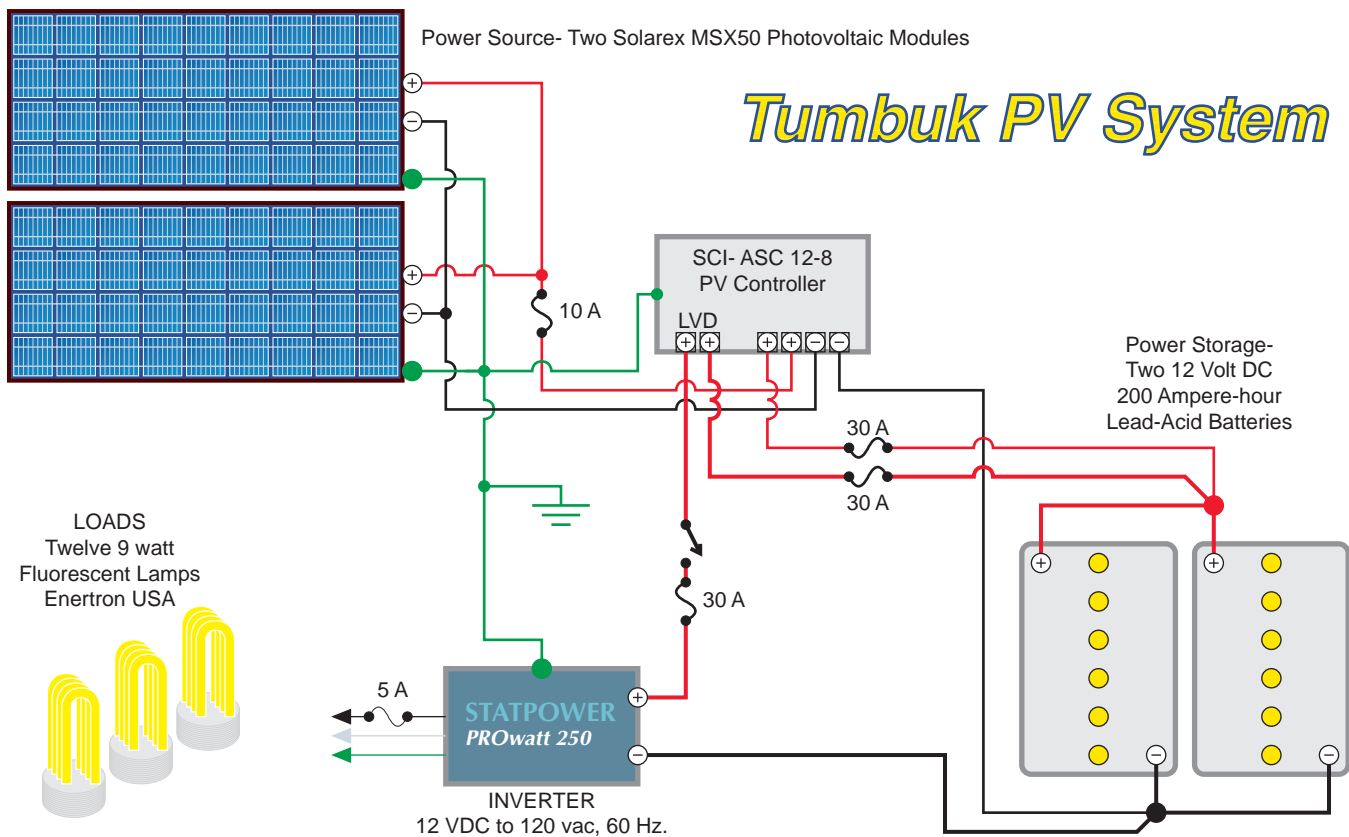 Power Source- Two Solarex MSX50 Photovoltaic Modules
Tumbuk PV System
+
−
+
−
10 A
SCI- ASC 12-8
PV Controller
LVD
+ + + + − −
Power Storage-
Two 12 Volt DC
200 Ampere-hour
Lead-Acid Batteries
30 A
30 A
LOADS
Twelve 9 watt
Fluorescent Lamps
Enertron USA
30 A
+ +
5 A
STATPOWER
PROwatt 250
+
−
− −
INVERTER
12 VDC to 120 vac, 60 Hz.